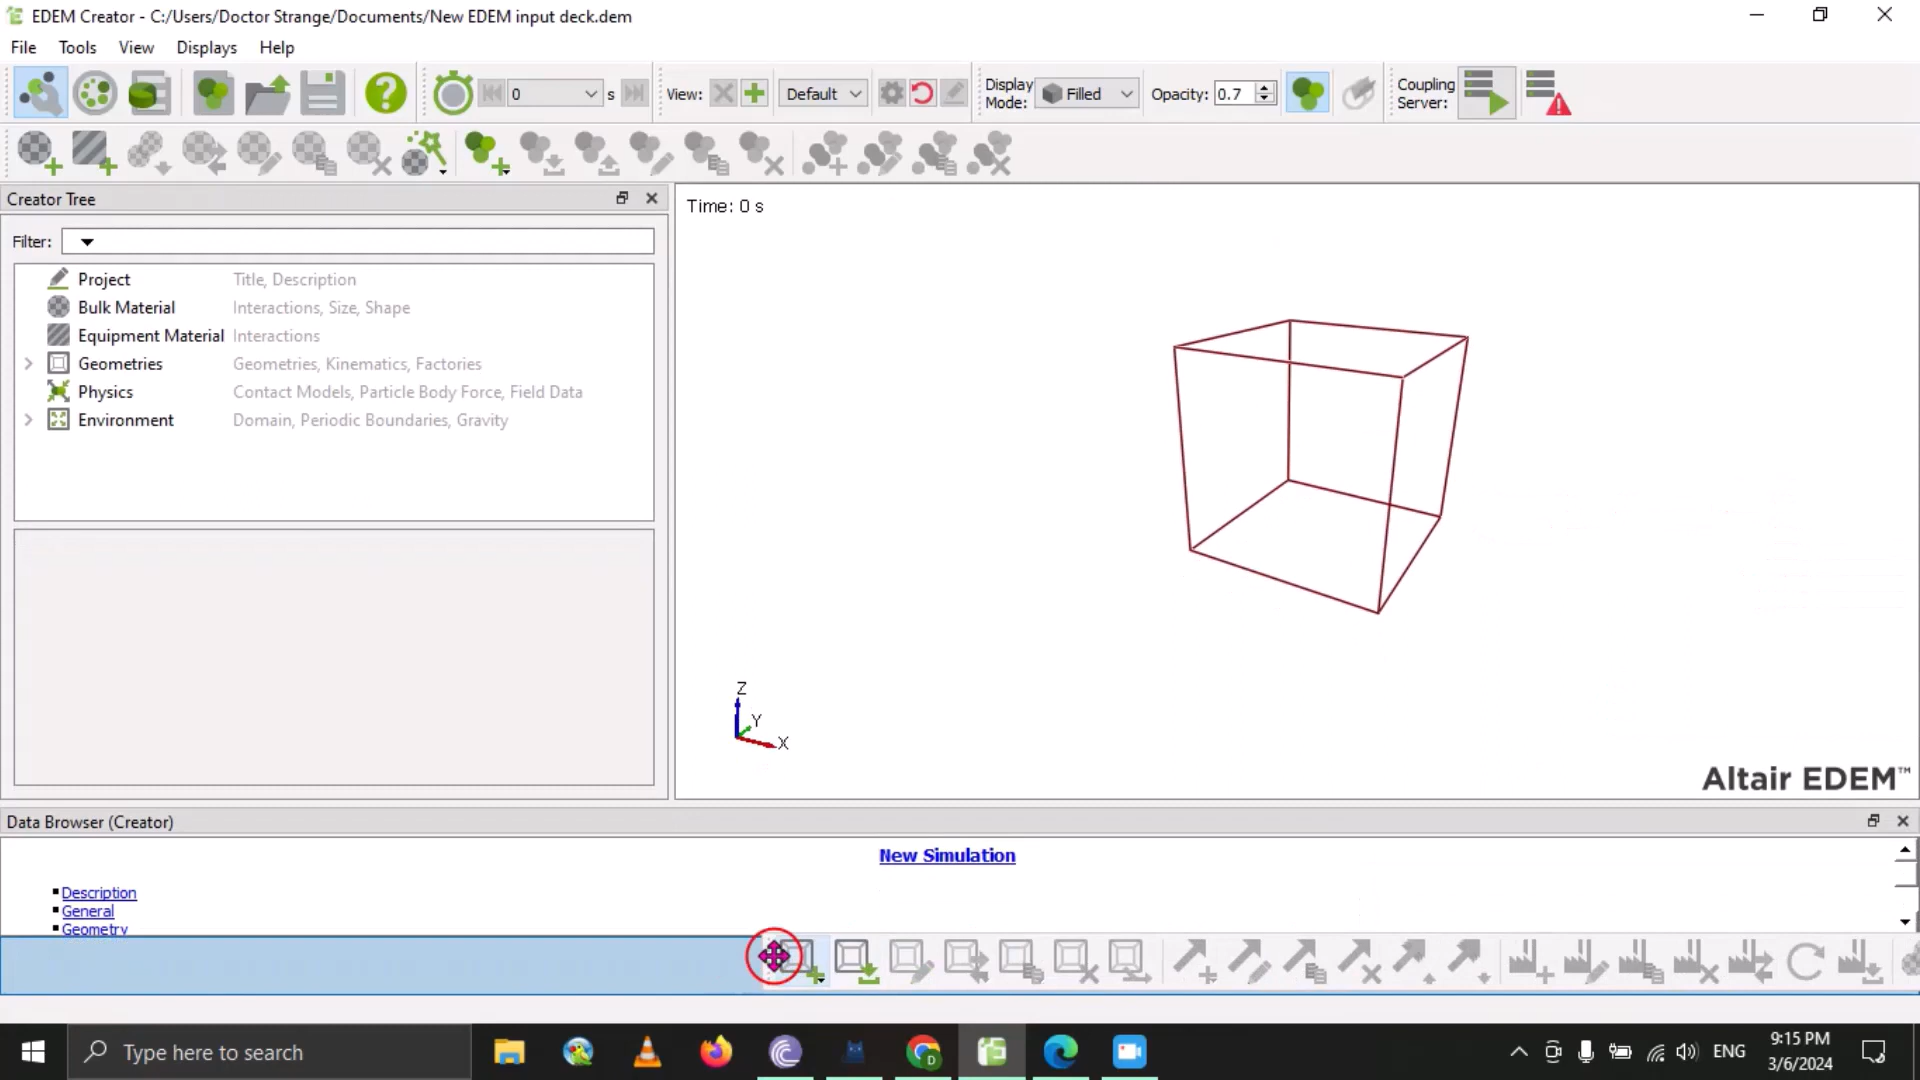 EDEM Creator - C:/Users/Doctor Strange/Documents/New EDEM input deck.dem
File Tools View Displays Help
0 s View: Default Display Mode: Filled Opacity: 0.7 Coupling Server:
Creator Tree
Time: 0 s
Filter:
Project Title, Description
Bulk Material Interactions, Size, Shape
Equipment Material Interactions
Geometries Geometries, Kinematics, Factories
Physics Contact Models, Particle Body Force, Field Data
Environment Domain, Periodic Boundaries, Gravity
Z
Y
X
Altair EDEM™
Data Browser (Creator)
New Simulation
Description
General
Geometry
Type here to search
D
ENG
9:15 PM
3/6/2024